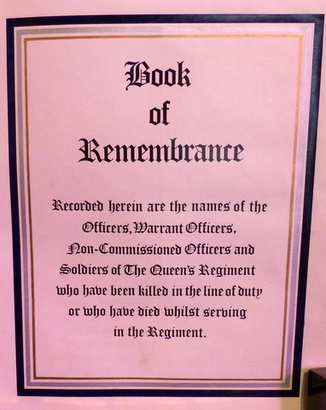 Book
of
Remembrance
Recorded herein are the names of the
Officers, Warrant Officers,
Non-Commissioned Officers and
Soldiers of The Queen's Regiment
who have been killed in the line of duty
or who have died whilst serving
in the Regiment.